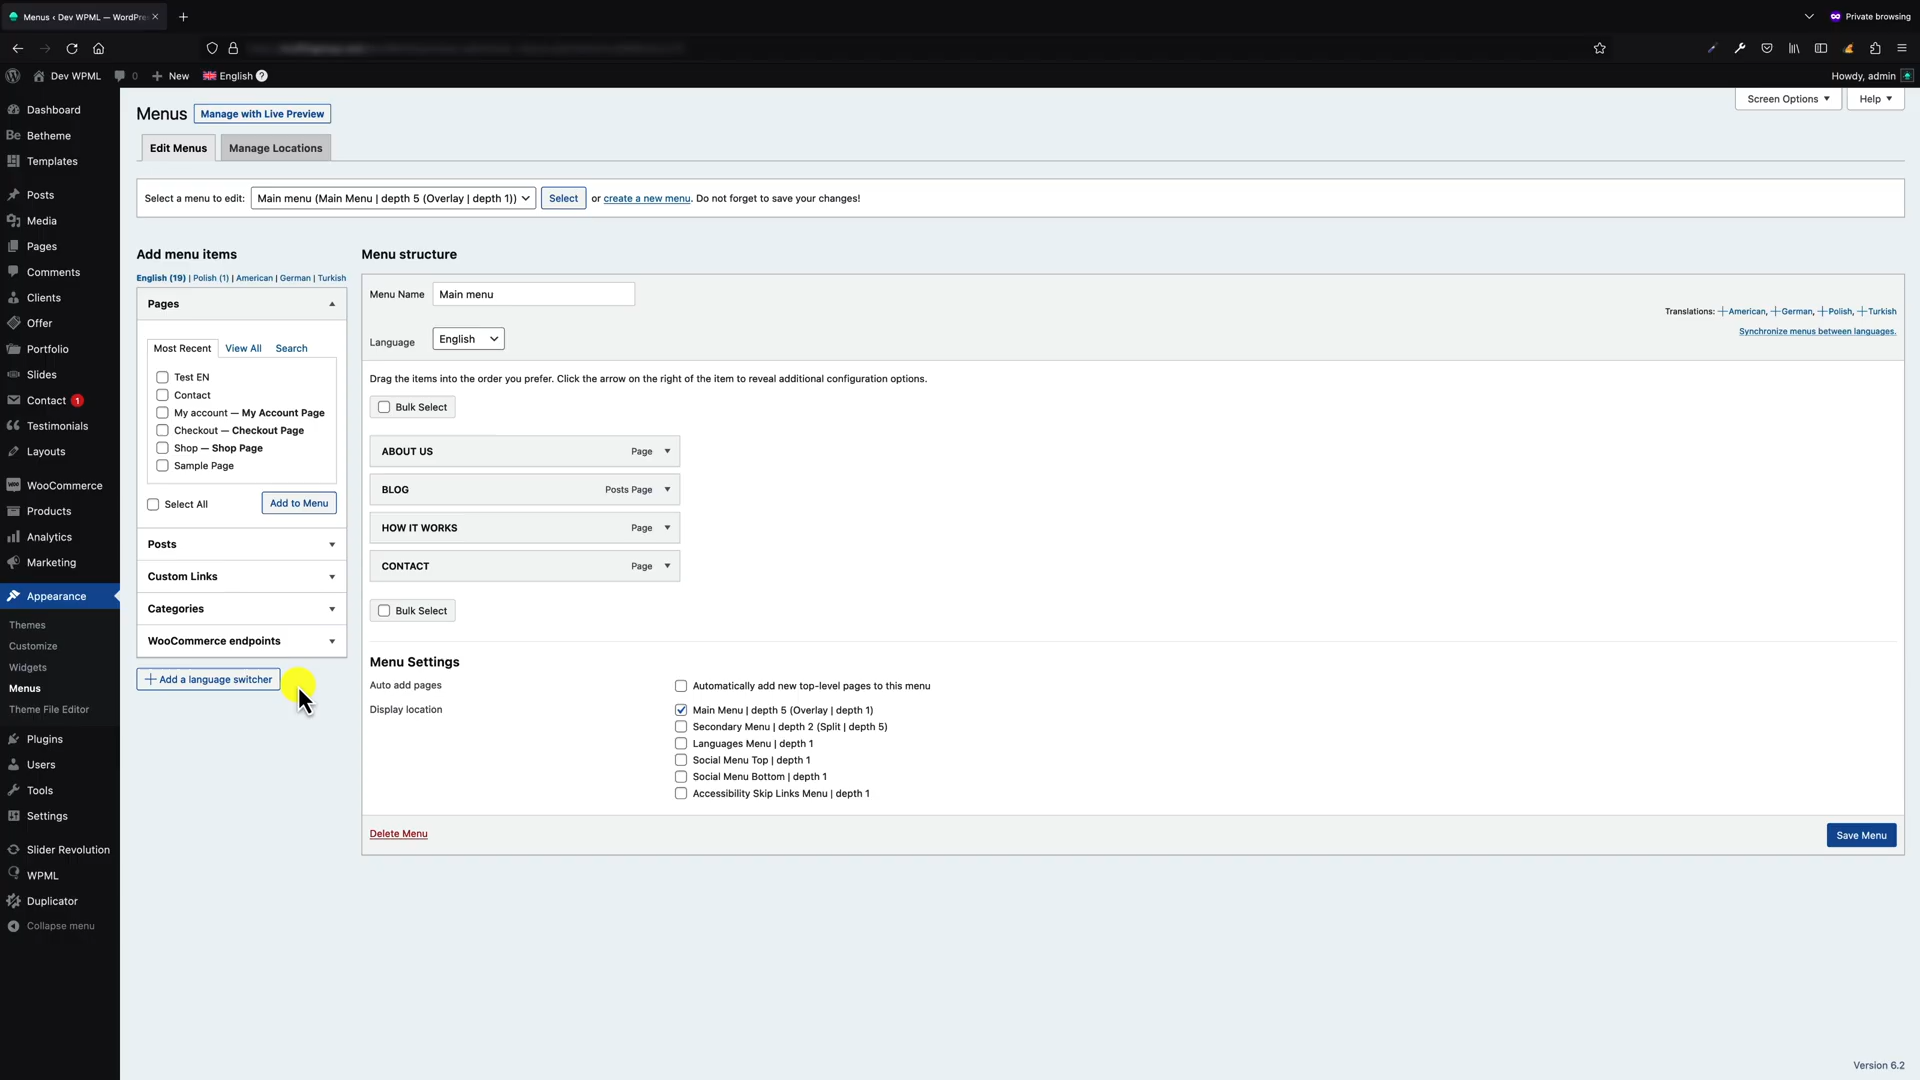 Menus ‹ Dev WPML — WordPre
Private browsing
Dev WPML 0 New English ?
Howdy, admin
Dashboard
Betheme
Templates
Posts
Media
Pages
Comments
Clients
Offer
Portfolio
Slides
Contact 1
Testimonials
Layouts
WooCommerce
Products
Analytics
Marketing
Appearance
Themes
Customize
Widgets
Menus
Theme File Editor
Plugins
Users
Tools
Settings
Slider Revolution
WPML
Duplicator
Collapse menu
Screen Options
Help
Menus Manage with Live Preview
Edit Menus Manage Locations
Select a menu to edit: Main menu (Main Menu | depth 5 (Overlay | depth 1)) Select or create a new menu. Do not forget to save your changes!
Add menu items
English (19) | Polish (1) | American | German | Turkish
Pages
Most Recent View All Search
Test EN
Contact
My account — My Account Page
Checkout — Checkout Page
Shop — Shop Page
Sample Page
Select All Add to Menu
Posts
Custom Links
Categories
WooCommerce endpoints
Add a language switcher
Menu structure
Menu Name Main menu
Translations: American, German, Polish, Turkish
Synchronize menus between languages.
Language English
Drag the items into the order you prefer. Click the arrow on the right of the item to reveal additional configuration options.
Bulk Select
ABOUT US Page
BLOG Posts Page
HOW IT WORKS Page
CONTACT Page
Bulk Select
Menu Settings
Auto add pages Automatically add new top-level pages to this menu
Display location Main Menu | depth 5 (Overlay | depth 1)
Secondary Menu | depth 2 (Split | depth 5)
Languages Menu | depth 1
Social Menu Top | depth 1
Social Menu Bottom | depth 1
Accessibility Skip Links Menu | depth 1
Delete Menu Save Menu
Version 6.2